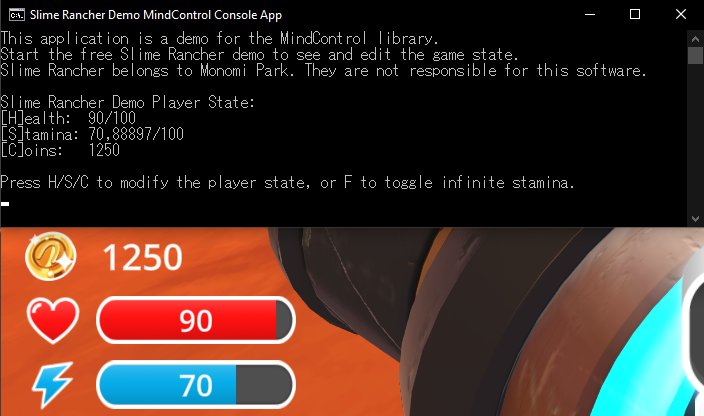 Slime Rancher Demo MindControl Console App
This application is a demo for the MindControl library.
Start the free Slime Rancher demo to see and edit the game state.
Slime Rancher belongs to Monomi Park. They are not responsible for this software.
Slime Rancher Demo Player State:
[H]ealth:  90/100
[S]tamina: 70,88897/100
[C]oins:   1250
Press H/S/C to modify the player state, or F to toggle infinite stamina.
1250
90
70